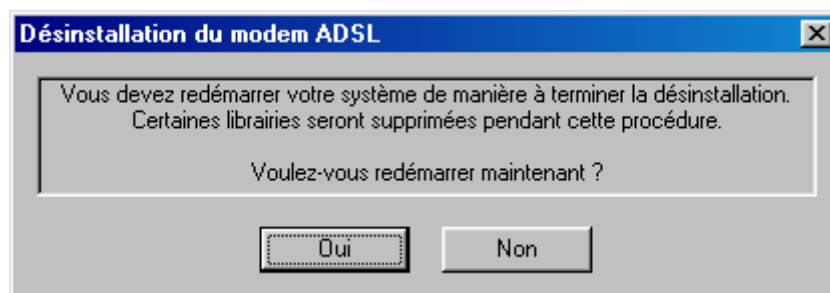 Désinstallation du modem ADSL
Vous devez redémarrer votre système de manière à terminer la désinstallation.
Certaines librairies seront supprimées pendant cette procédure.
Voulez-vous redémarrer maintenant ?
Oui
Non